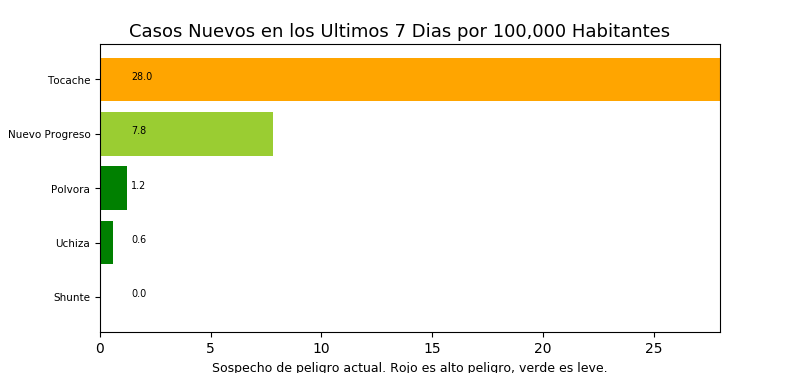 Casos Nuevos en los Ultimos 7 Dias por 100,000 Habitantes
Tocache 28.0
Nuevo Progreso 7.8
Polvora 1.2
Uchiza 0.6
Shunte 0.0
0 5 10 15 20 25
Sospecho de peligro actual. Rojo es alto peligro, verde es leve.